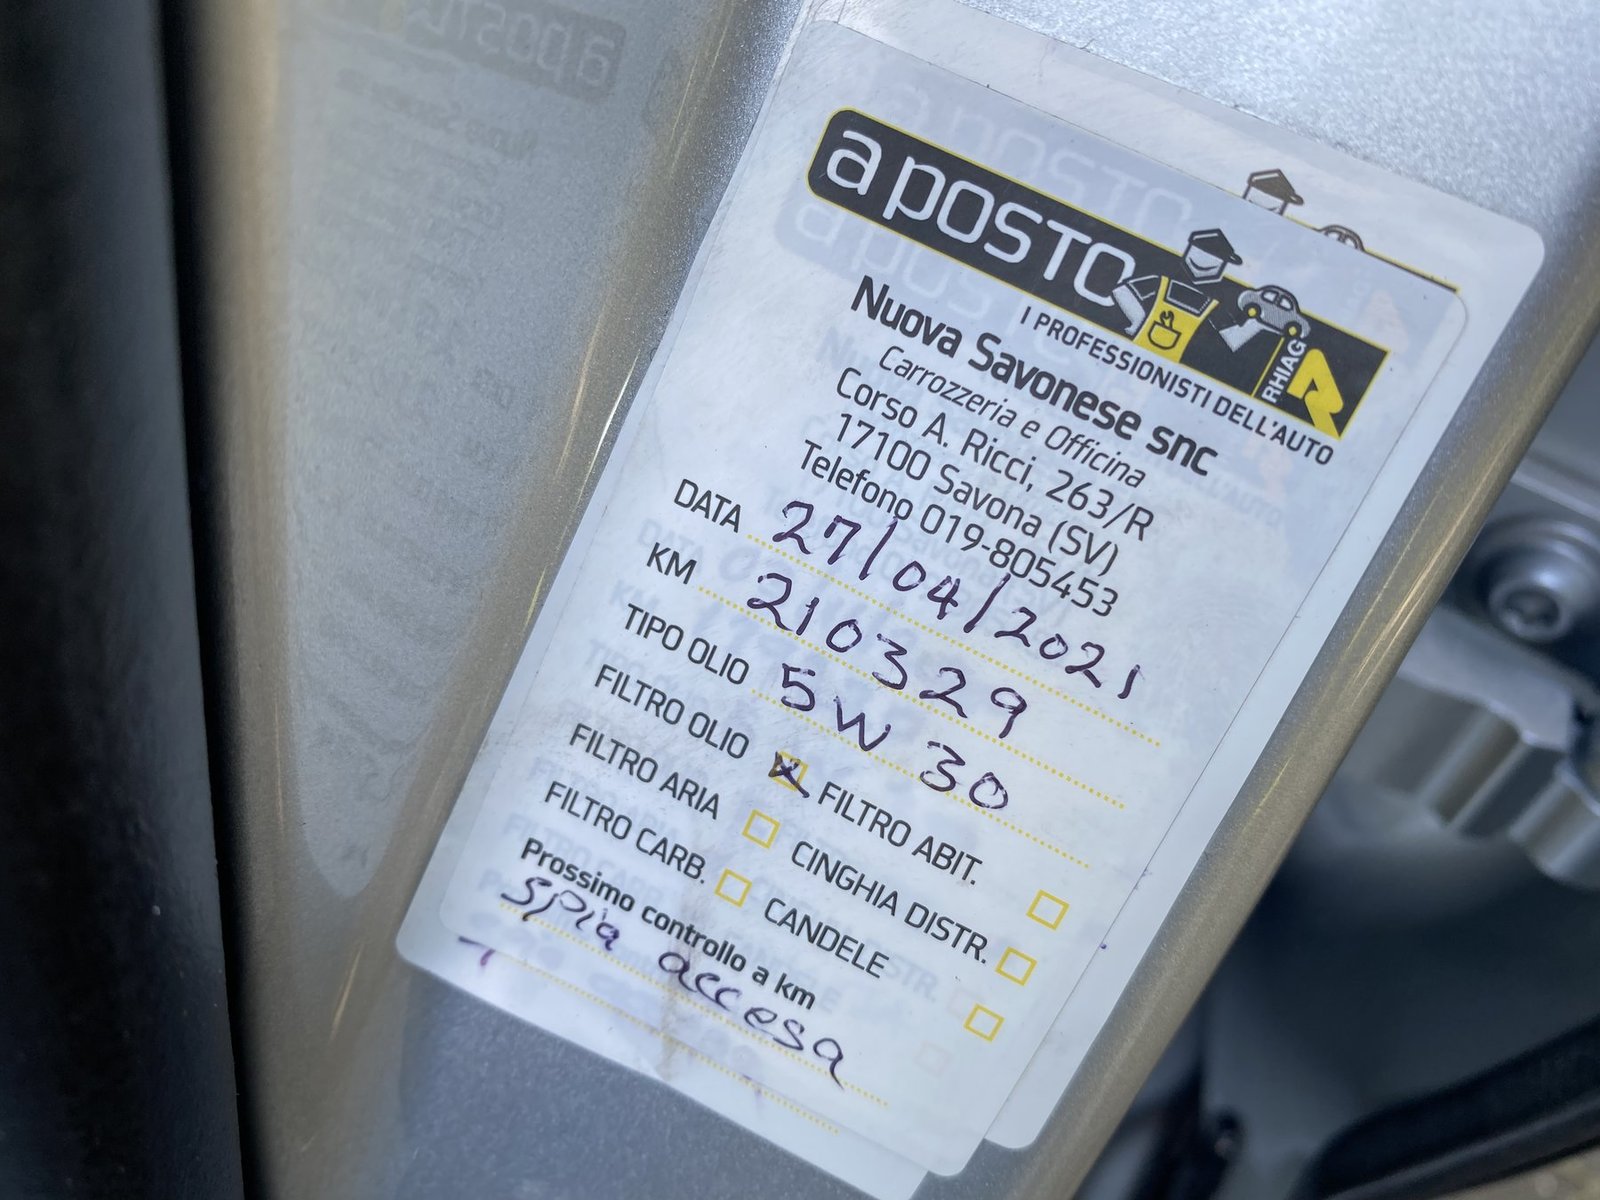 a posto
RHIAG
I PROFESSIONISTI DELL'AUTO
Nuova Savonese snc
Carrozzeria e Officina
Corso A. Ricci, 263/R
17100 Savona (SV)
Telefono 019-805453
DATA 27/04/2021
KM 210329
TIPO OLIO 5W 30
FILTRO OLIO FILTRO ABIT.
FILTRO ARIA CINGHIA DISTR.
FILTRO CARB. CANDELE
Prossimo controllo a km
spia accesa